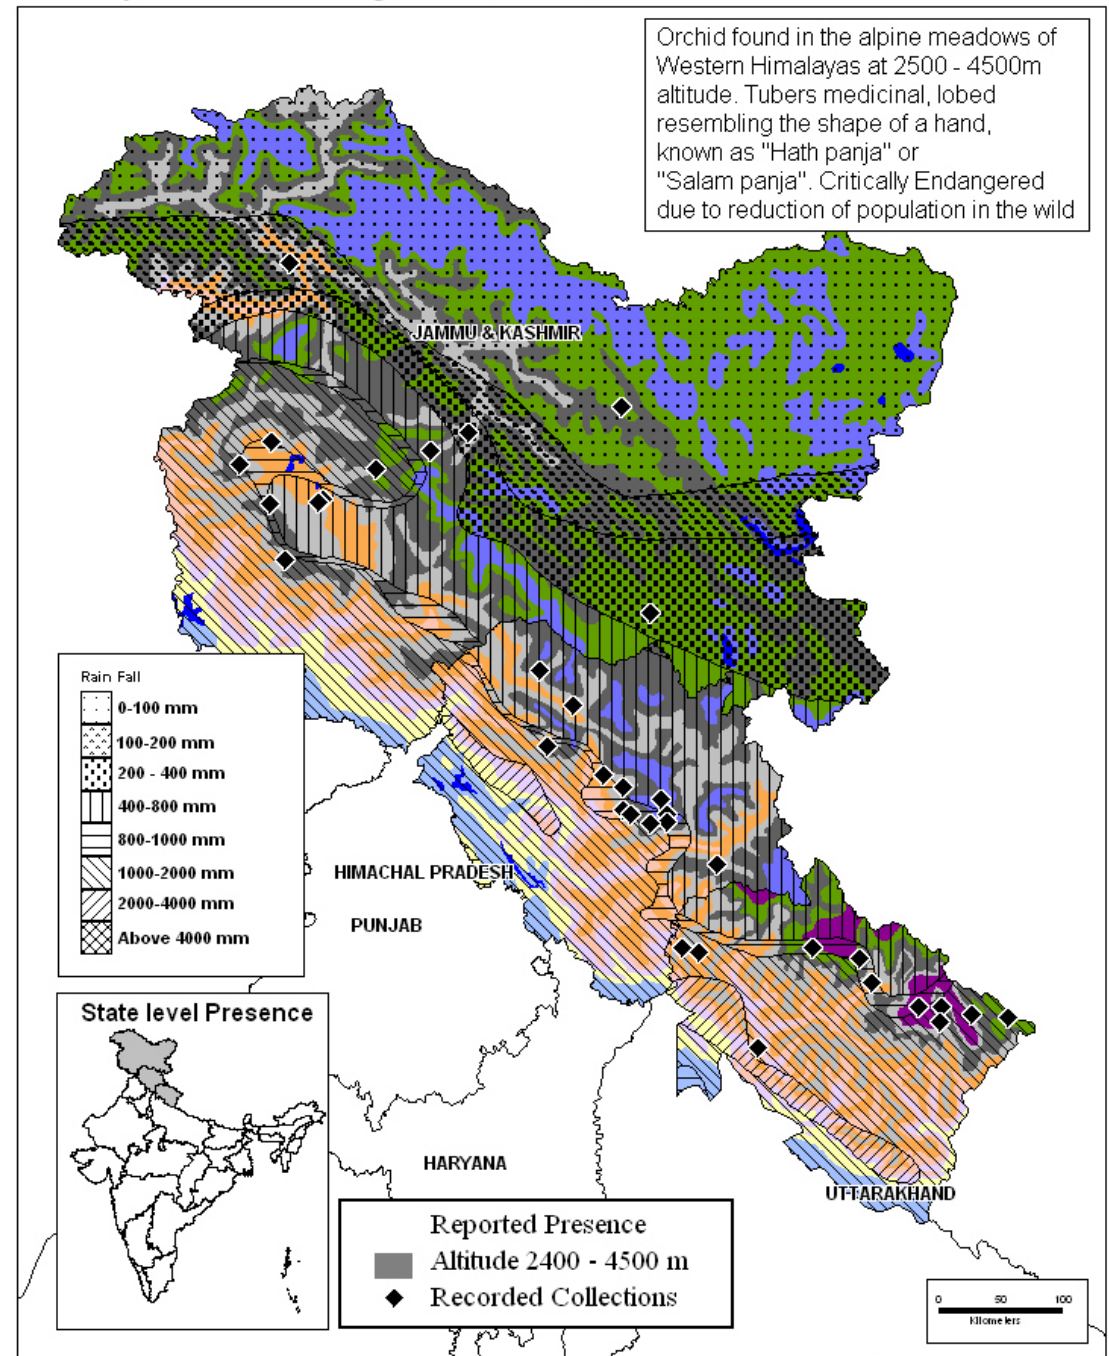 Orchid found in the alpine meadows of
Western Himalayas at 2500 - 4500m
altitude. Tubers medicinal, lobed
resembling the shape of a hand,
known as "Hath panja" or
"Salam panja". Critically Endangered
due to reduction of population in the wild
JAMMU & KASHMIR
Rain Fall
0-100 mm
100-200 mm
200 - 400 mm
400-800 mm
800-1000 mm
1000-2000 mm
2000-4000 mm
Above 4000 mm
HIMACHAL PRADESH
PUNJAB
State level Presence
HARYANA
UTTARAKHAND
Reported Presence
Altitude 2400 - 4500 m
Recorded Collections
0 50 100
Kilometers